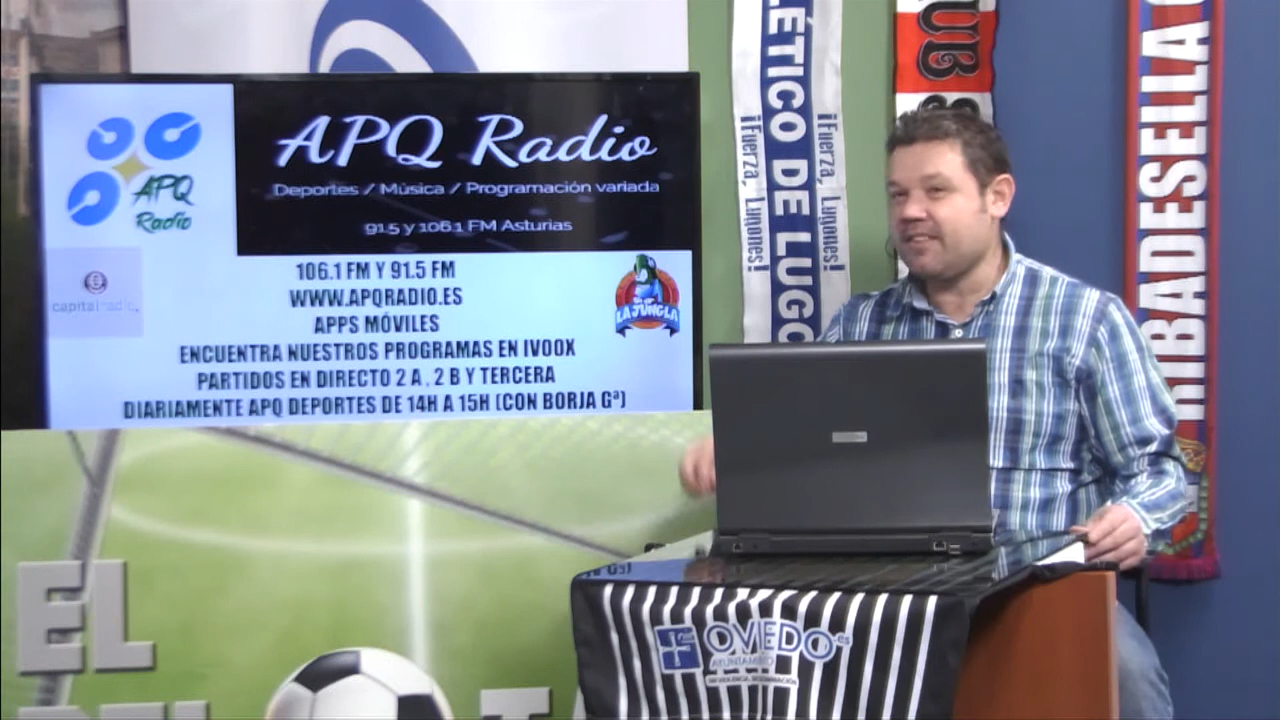 APQ Radio
Deportes / Música / Programación variada
91.5 y 106.1 FM Asturias
APQ
Radio
capital radio
106.1 FM Y 91.5 FM
WWW.APQRADIO.ES
APPS MÓVILES
ENCUENTRA NUESTROS PROGRAMAS EN IVOOX
PARTIDOS EN DIRECTO 2 A , 2 B Y TERCERA
DIARIAMENTE APQ DEPORTES DE 14H A 15H (CON BORJA Gª)
LA JUNGLA
LÉTICO DE LUGO
¡Fuerza, Lugones!
¡Fuerza, Lugones!
RIBADESELLA
EL
OVIEDO.es
AYUNTAMIENTO